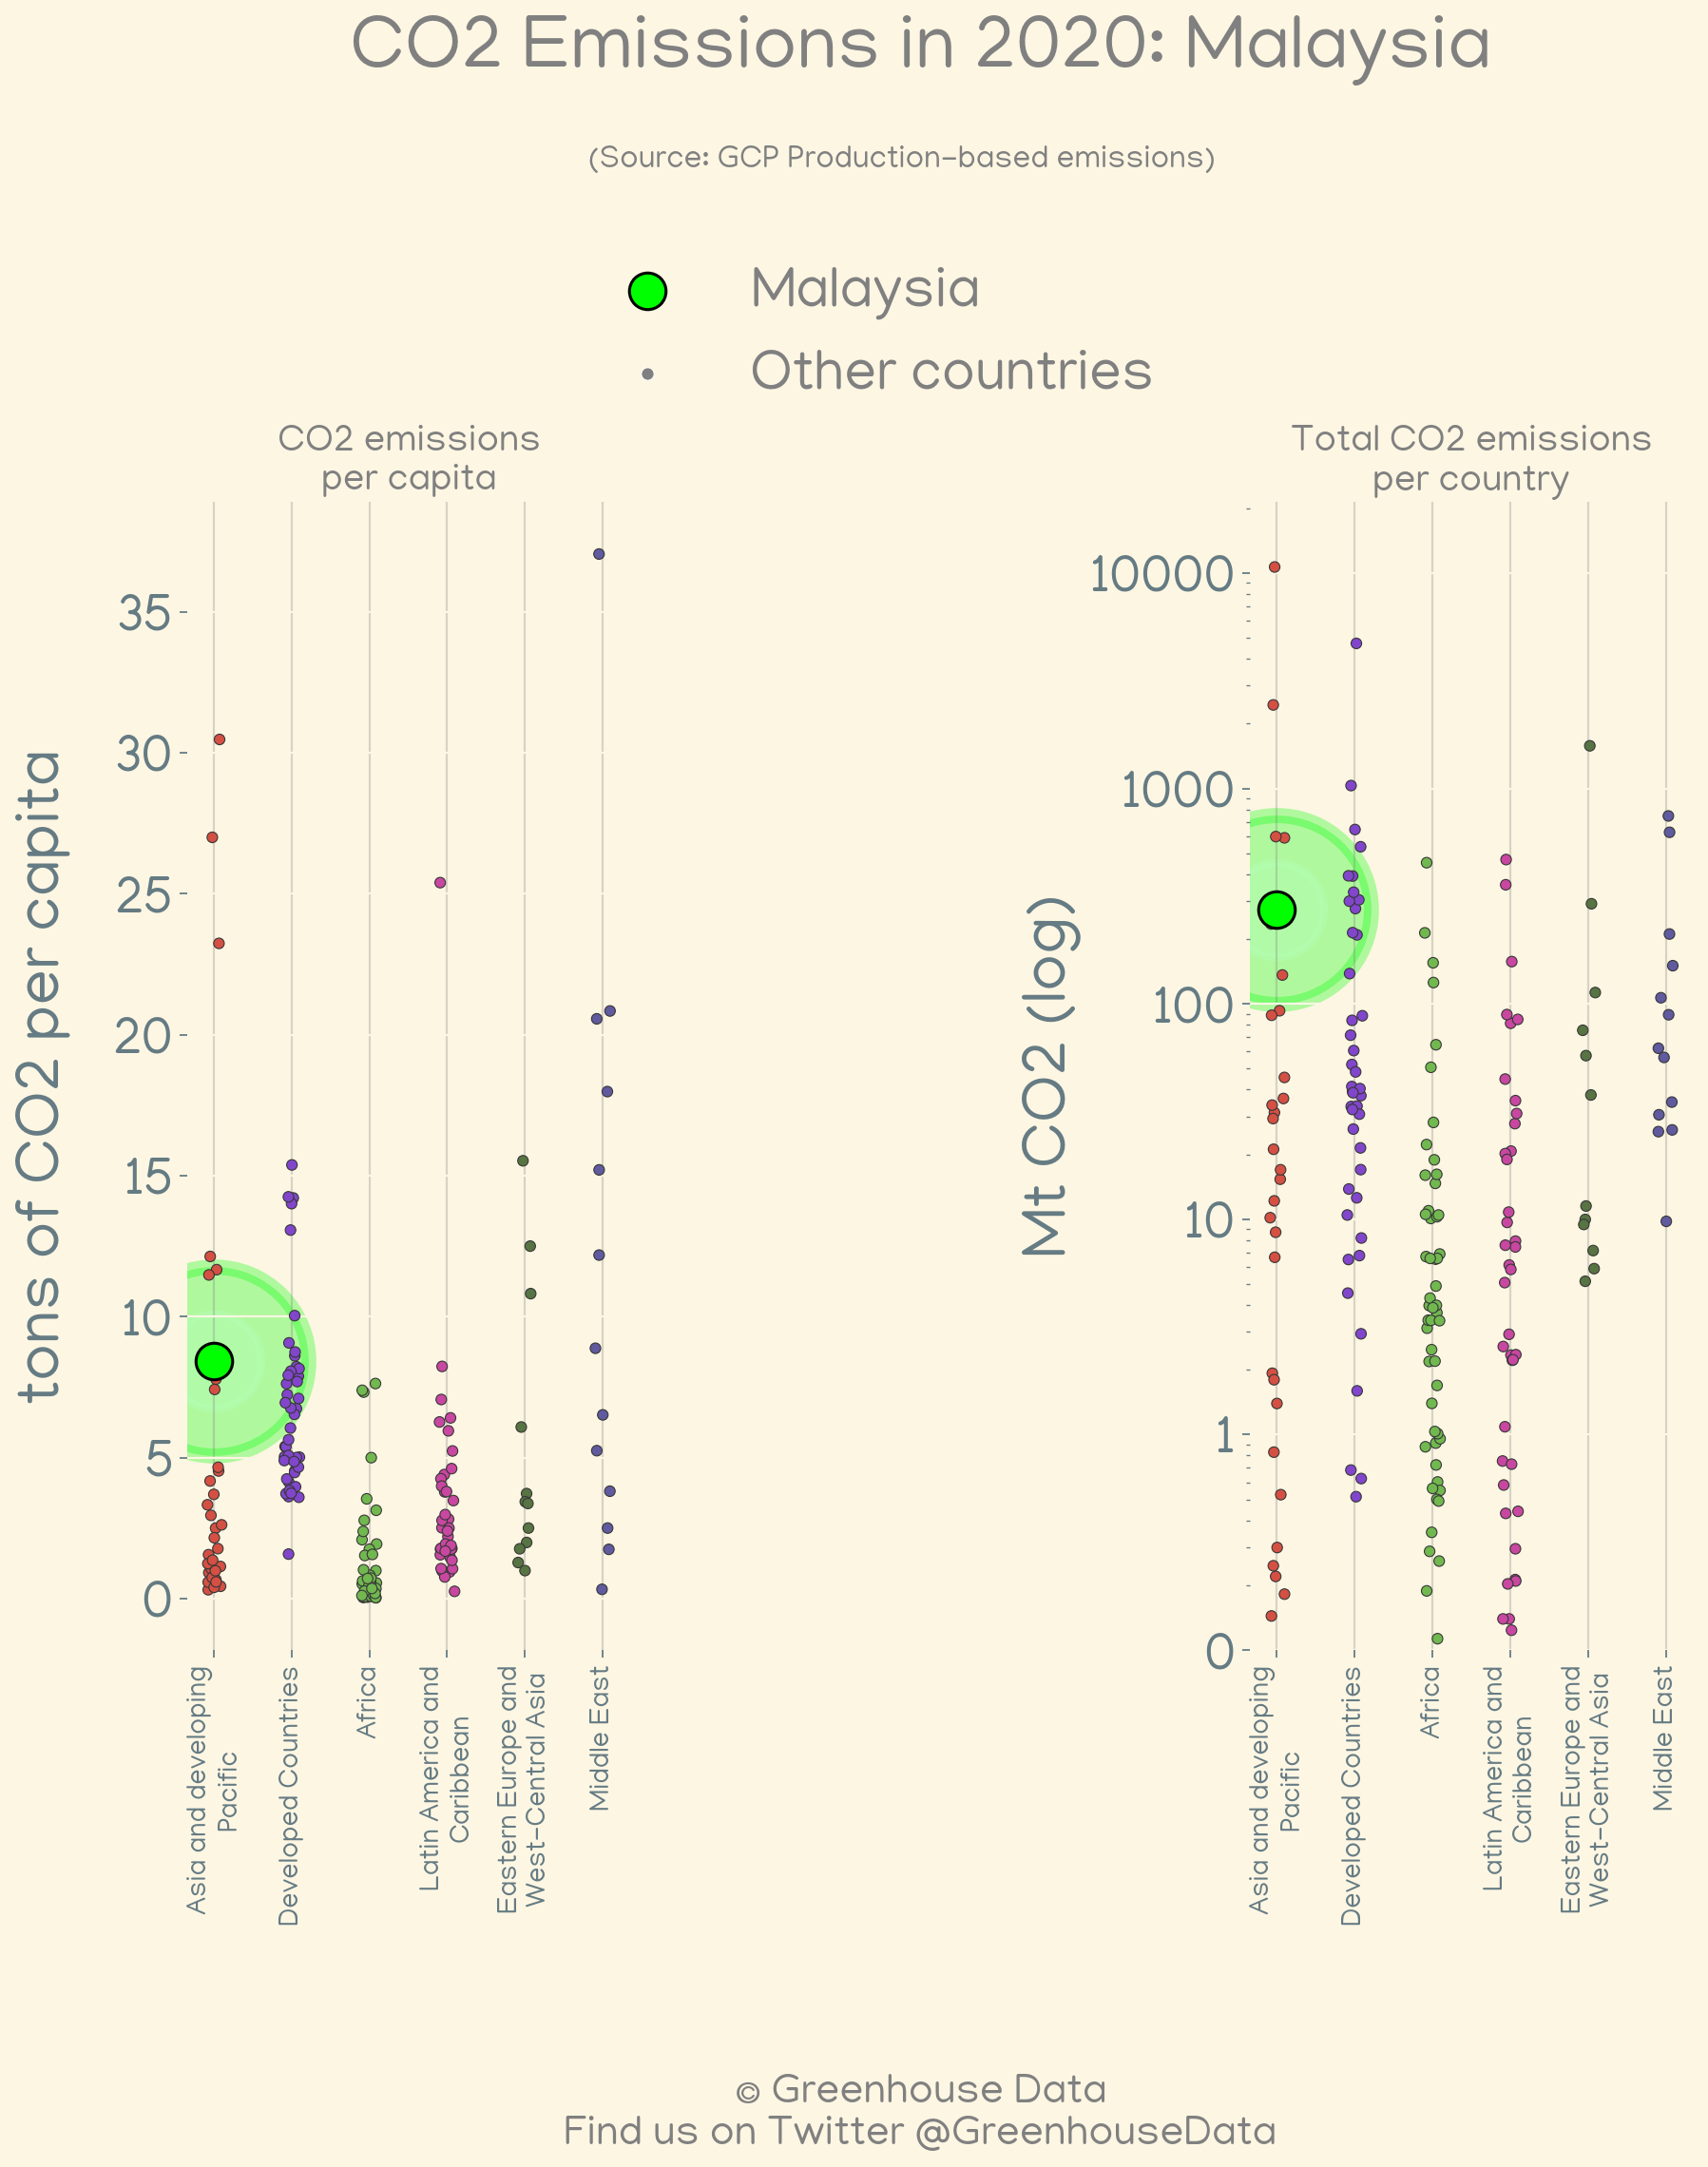 CO2 Emissions in 2020: Malaysia
(Source: GCP Production-based emissions)
Malaysia
Other countries
CO2 emissions
per capita
tons of CO2 per capita
35
30
25
20
15
10
5
0
Asia and developing
Pacific
Developed Countries
Africa
Latin America and
Caribbean
Eastern Europe and
West-Central Asia
Middle East
Total CO2 emissions
per country
Mt CO2 (log)
10000
1000
100
10
1
0
Asia and developing
Pacific
Developed Countries
Africa
Latin America and
Caribbean
Eastern Europe and
West-Central Asia
Middle East
© Greenhouse Data
Find us on Twitter @GreenhouseData